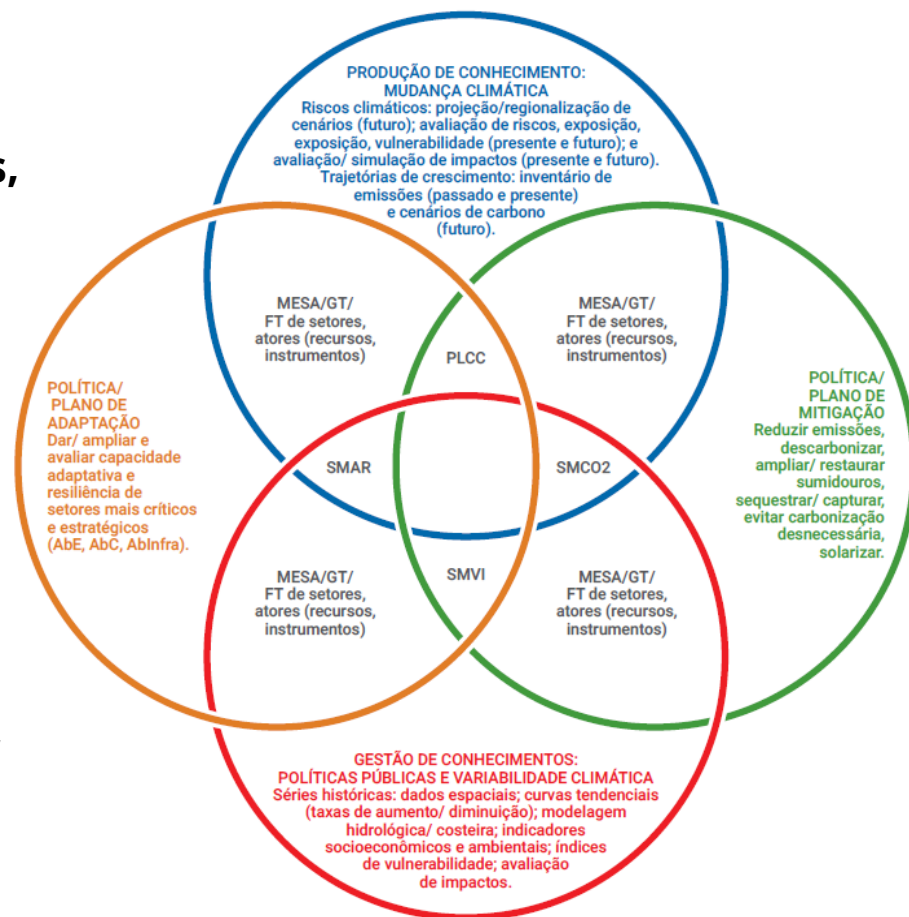 PRODUÇÃO DE CONHECIMENTO:
MUDANÇA CLIMÁTICA
Riscos climáticos: projeção/regionalização de
cenários (futuro); avaliação de riscos, exposição,
exposição, vulnerabilidade (presente e futuro); e
avaliação/ simulação de impactos (presente e futuro).
Trajetórias de crescimento: inventário de
emissões (passado e presente)
e cenários de carbono
(futuro).
s,
MESA/GT/
FT de setores,
atores (recursos,
instrumentos)
MESA/GT/
FT de setores,
atores (recursos,
instrumentos)
PLCC
POLÍTICA/
PLANO DE
ADAPTAÇÃO
Dar/ ampliar e
avaliar capacidade
adaptativa e
resiliência de
setores mais críticos
e estratégicos
(AbE, AbC, AbInfra).
SMAR
SMCO2
POLÍTICA/
PLANO DE
MITIGAÇÃO
Reduzir emissões,
descarbonizar,
ampliar/ restaurar
sumidouros,
sequestrar/ capturar,
evitar carbonização
desnecessária,
solarizar.
SMVI
MESA/GT/
FT de setores,
atores (recursos,
instrumentos)
MESA/GT/
FT de setores,
atores (recursos,
instrumentos)
GESTÃO DE CONHECIMENTOS:
POLÍTICAS PÚBLICAS E VARIABILIDADE CLIMÁTICA
Séries históricas: dados espaciais; curvas tendenciais
(taxas de aumento/ diminuição); modelagem
hidrológica/ costeira; indicadores
socioeconômicos e ambientais; índices
de vulnerabilidade; avaliação
de impactos.